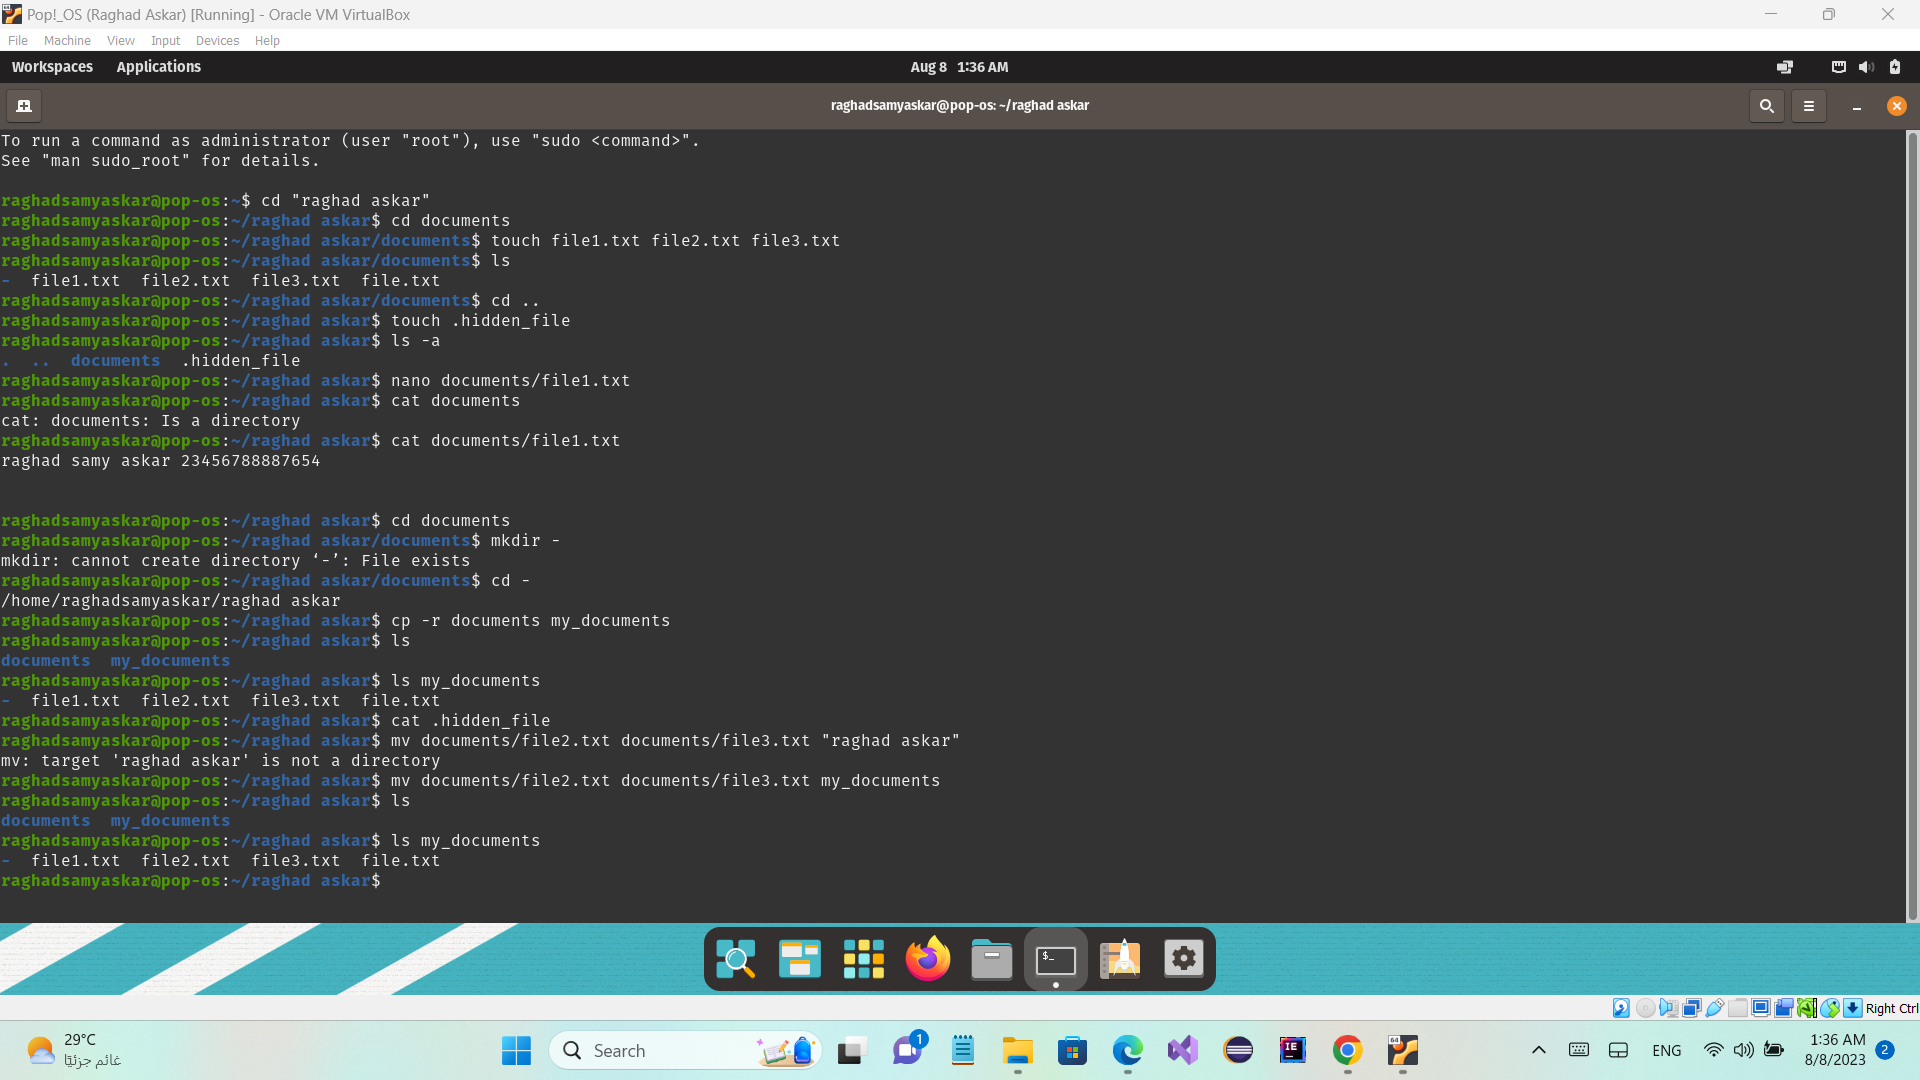 Pop!_OS (Raghad Askar) [Running] - Oracle VM VirtualBox
File Machine View Input Devices Help
Workspaces Applications Aug 8 1:36 AM
raghadsamyaskar@pop-os: ~/raghad askar
To run a command as administrator (user "root"), use "sudo <command>".
See "man sudo_root" for details.
raghadsamyaskar@pop-os:~$ cd "raghad askar"
raghadsamyaskar@pop-os:~/raghad askar$ cd documents
raghadsamyaskar@pop-os:~/raghad askar/documents$ touch file1.txt file2.txt file3.txt
raghadsamyaskar@pop-os:~/raghad askar/documents$ ls
-  file1.txt  file2.txt  file3.txt  file.txt
raghadsamyaskar@pop-os:~/raghad askar/documents$ cd ..
raghadsamyaskar@pop-os:~/raghad askar$ touch .hidden_file
raghadsamyaskar@pop-os:~/raghad askar$ ls -a
.  ..  documents  .hidden_file
raghadsamyaskar@pop-os:~/raghad askar$ nano documents/file1.txt
raghadsamyaskar@pop-os:~/raghad askar$ cat documents
cat: documents: Is a directory
raghadsamyaskar@pop-os:~/raghad askar$ cat documents/file1.txt
raghad samy askar 23456788887654
raghadsamyaskar@pop-os:~/raghad askar$ cd documents
raghadsamyaskar@pop-os:~/raghad askar/documents$ mkdir -
mkdir: cannot create directory ‘-’: File exists
raghadsamyaskar@pop-os:~/raghad askar/documents$ cd -
/home/raghadsamyaskar/raghad askar
raghadsamyaskar@pop-os:~/raghad askar$ cp -r documents my_documents
raghadsamyaskar@pop-os:~/raghad askar$ ls
documents  my_documents
raghadsamyaskar@pop-os:~/raghad askar$ ls my_documents
-  file1.txt  file2.txt  file3.txt  file.txt
raghadsamyaskar@pop-os:~/raghad askar$ cat .hidden_file
raghadsamyaskar@pop-os:~/raghad askar$ mv documents/file2.txt documents/file3.txt "raghad askar"
mv: target 'raghad askar' is not a directory
raghadsamyaskar@pop-os:~/raghad askar$ mv documents/file2.txt documents/file3.txt my_documents
raghadsamyaskar@pop-os:~/raghad askar$ ls
documents  my_documents
raghadsamyaskar@pop-os:~/raghad askar$ ls my_documents
-  file1.txt  file2.txt  file3.txt  file.txt
raghadsamyaskar@pop-os:~/raghad askar$
$_
Right Ctrl
29°C
غائم جزئيًا
Search
1
IE
64
ENG
1:36 AM
8/8/2023
2